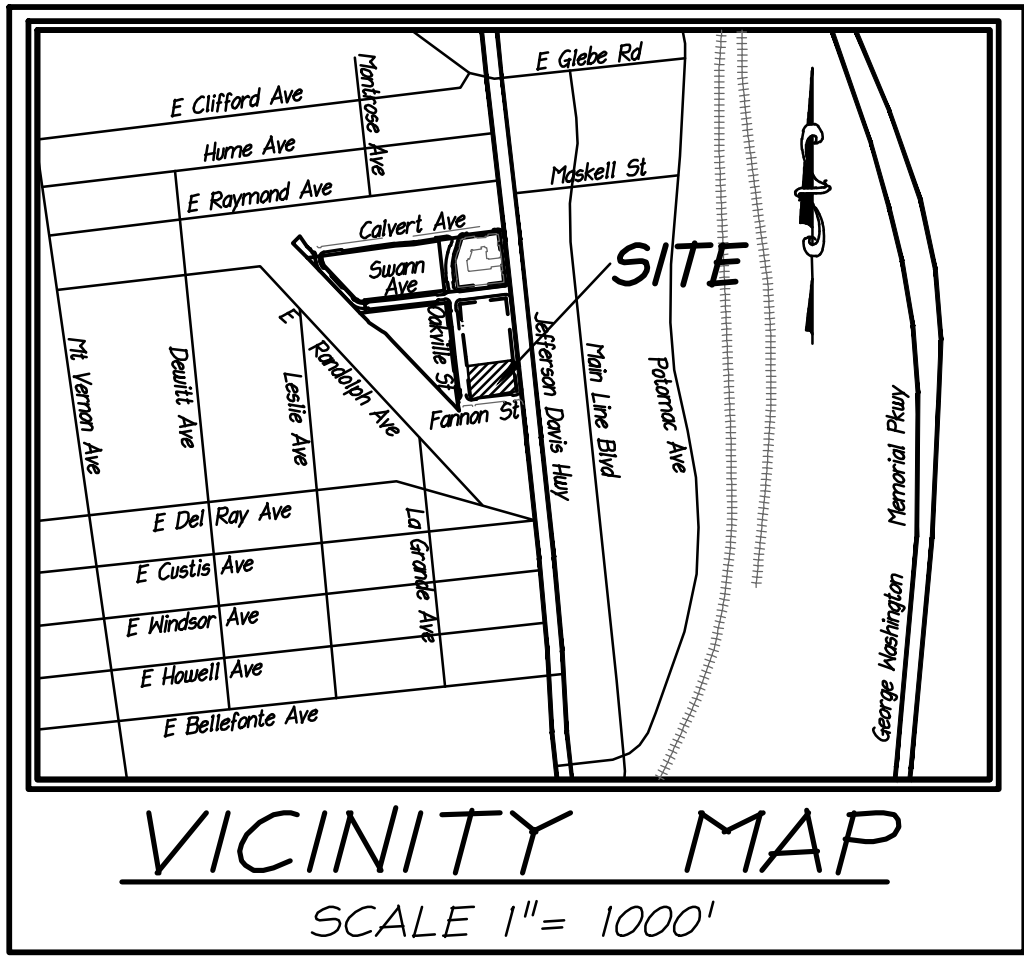 E Glebe Rd
E Clifford Ave
Montrose Ave
Hume Ave
E Raymond Ave
Maskell St
Calvert Ave
Swann
Ave
SITE
Oakville St
Fannon St
E Randolph Ave
Mt Vernon Ave
Dewitt Ave
Leslie Ave
Jefferson Davis Hwy
Main Line Blvd
Potomac Ave
George Washington Memorial Pkwy
La Grande Ave
E Del Ray Ave
E Custis Ave
E Windsor Ave
E Howell Ave
E Bellefonte Ave
VICINITY MAP
SCALE 1"= 1000'